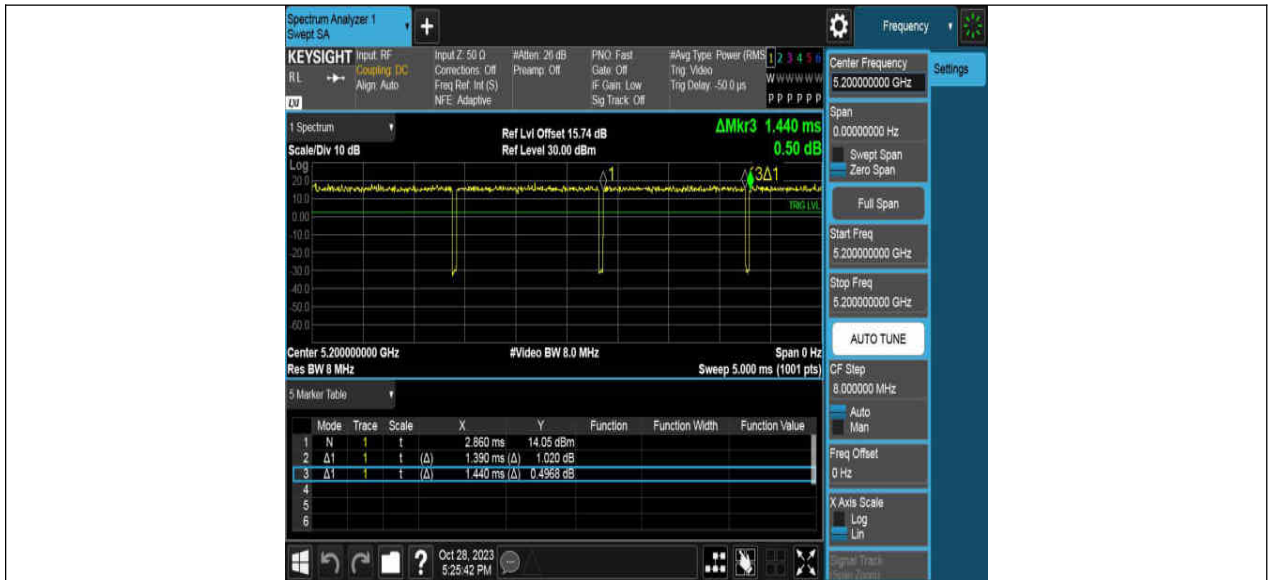 Spectrum Analyzer 1
Swept SA
+
Frequency
KEYSIGHT
RL
Input: RF
Coupling: DC
Align: Auto
Input Z: 50 Ω
Corrections: Off
Freq Ref: Int (S)
NFE: Adaptive
#Atten: 26 dB
Preamp: Off
PNO: Fast
Gate: Off
IF Gain: Low
Sig Track: Off
#Avg Type: Power (RMS
Trig: Video
Trig Delay: -50.0 µs
1 2 3 4 5 6
W W W W W W
P P P P P P
1 Spectrum
Scale/Div 10 dB
Ref Lvl Offset 15.74 dB
Ref Level 30.00 dBm
ΔMkr3 1.440 ms
0.50 dB
Log
20.0
10.0
0.00
-10.0
-20.0
-30.0
-40.0
-50.0
-60.0
1
3Δ1
TRIG LVL
Center 5.200000000 GHz
#Video BW 8.0 MHz
Span 0 Hz
Res BW 8 MHz
Sweep 5.000 ms (1001 pts)
5 Marker Table
Mode Trace Scale X Y Function Function Width Function Value
1 N 1 t 2.860 ms 14.05 dBm
2 Δ1 1 t (Δ) 1.390 ms (Δ) 1.020 dB
3 Δ1 1 t (Δ) 1.440 ms (Δ) 0.4968 dB
4
5
6
?
Oct 28, 2023
5:25:42 PM
Center Frequency
5.200000000 GHz
Settings
Span
0.00000000 Hz
Swept Span
Zero Span
Full Span
Start Freq
5.200000000 GHz
Stop Freq
5.200000000 GHz
AUTO TUNE
CF Step
8.000000 MHz
Auto
Man
Freq Offset
0 Hz
X Axis Scale
Log
Lin
Signal Track
(Span Zoom)